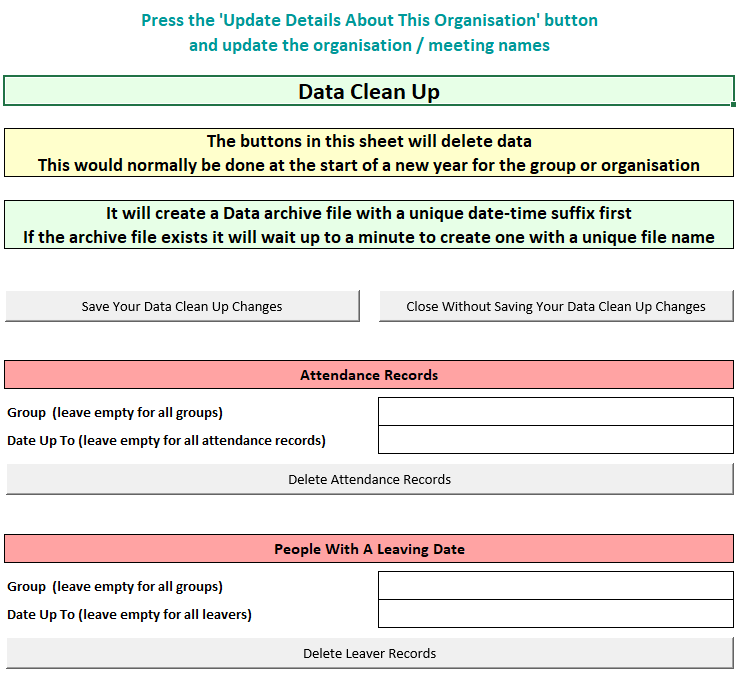 Press the 'Update Details About This Organisation' button
and update the organisation / meeting names
Data Clean Up
The buttons in this sheet will delete data
This would normally be done at the start of a new year for the group or organisation
It will create a Data archive file with a unique date-time suffix first
If the archive file exists it will wait up to a minute to create one with a unique file name
Save Your Data Clean Up Changes
Close Without Saving Your Data Clean Up Changes
Attendance Records
Group  (leave empty for all groups)
Date Up To (leave empty for all attendance records)
Delete Attendance Records
People With A Leaving Date
Group  (leave empty for all groups)
Date Up To (leave empty for all leavers)
Delete Leaver Records